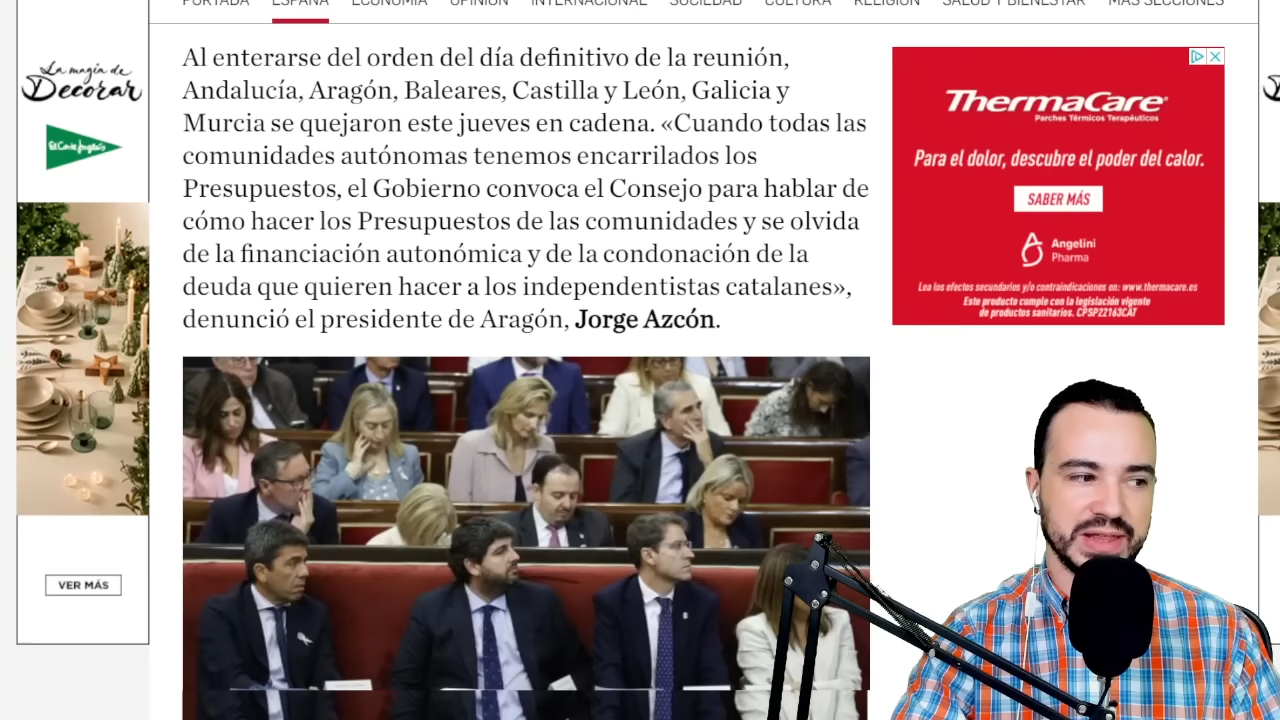 PORTADA ESPAÑA ECONOMÍA OPINIÓN INTERNACIONAL SOCIEDAD CULTURA RELIGIÓN SALUD Y BIENESTAR MÁS SECCIONES
La magia de
Decorar
El Corte Inglés
VER MÁS
Al enterarse del orden del día definitivo de la reunión,
Andalucía, Aragón, Baleares, Castilla y León, Galicia y
Murcia se quejaron el jueves en cadena. «Cuando todas las
comunidades autónomas tenemos encarrilados los
Presupuestos, el Gobierno convoca el Consejo para hablar de
cómo hacer los Presupuestos de las comunidades y se olvida
de la financiación autonómica y de la condonación de la
deuda que quieren hacer a los independentistas catalanes»,
denunció el presidente de Aragón, Jorge Azcón.
ThermaCare®
Parches Térmicos Terapéuticos
Para el dolor, descubre el poder del calor.
SABER MÁS
Angelini
Pharma
Lea los efectos secundarios y/o contraindicaciones en: www.thermacare.es
Este producto cumple con la legislación vigente
de productos sanitarios. CPSP22163CAT